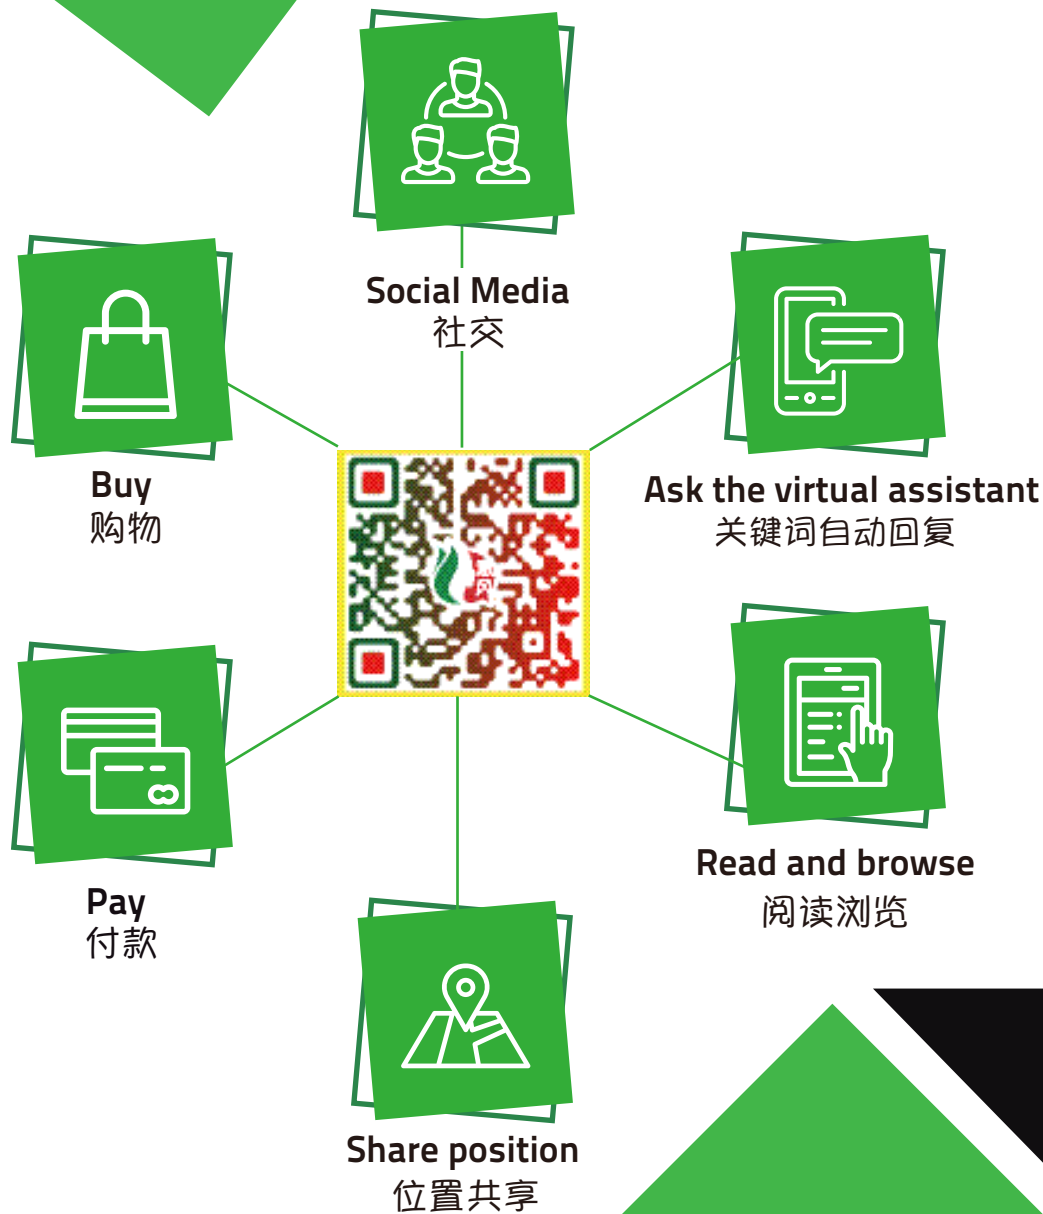 Social Media
社交
Buy
购物
Ask the virtual assistant
关键词自动回复
Pay
付款
Read and browse
阅读浏览
Share position
位置共享